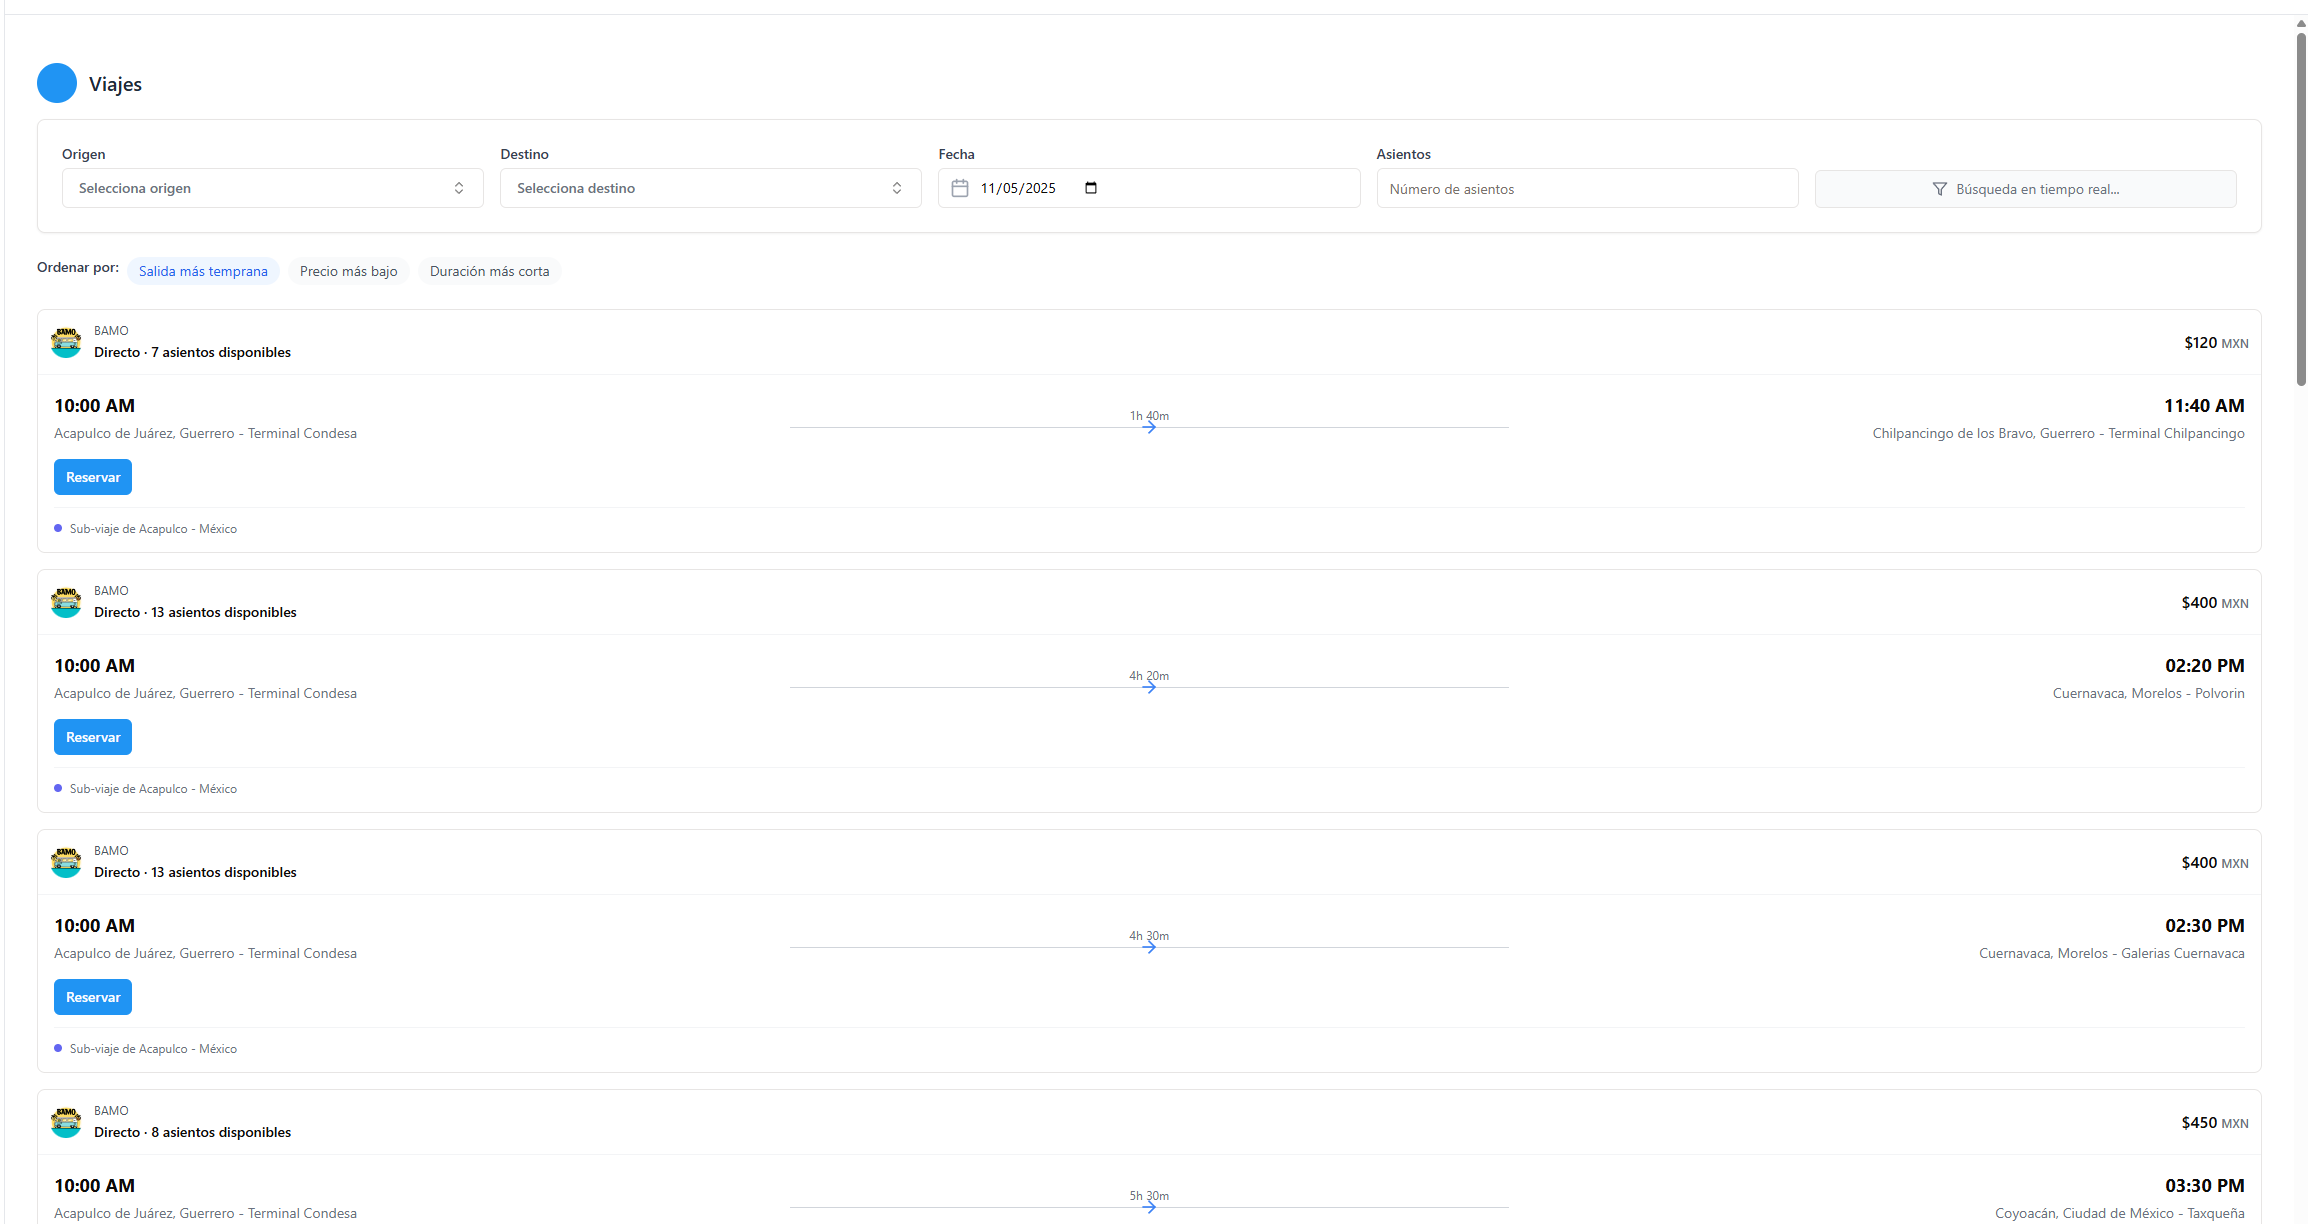 Viajes
Origen
Destino
Fecha
Asientos
Selecciona origen
Selecciona destino
11/05/2025
Número de asientos
Búsqueda en tiempo real...
Ordenar por:
Salida más temprana
Precio más bajo
Duración más corta
BAMO
BAMO
Directo · 7 asientos disponibles
$120 MXN
10:00 AM
1h 40m
11:40 AM
Acapulco de Juárez, Guerrero - Terminal Condesa
Chilpancingo de los Bravo, Guerrero - Terminal Chilpancingo
Reservar
Sub-viaje de Acapulco - México
BAMO
BAMO
Directo · 13 asientos disponibles
$400 MXN
10:00 AM
4h 20m
02:20 PM
Acapulco de Juárez, Guerrero - Terminal Condesa
Cuernavaca, Morelos - Polvorin
Reservar
Sub-viaje de Acapulco - México
BAMO
BAMO
Directo · 13 asientos disponibles
$400 MXN
10:00 AM
4h 30m
02:30 PM
Acapulco de Juárez, Guerrero - Terminal Condesa
Cuernavaca, Morelos - Galerias Cuernavaca
Reservar
Sub-viaje de Acapulco - México
BAMO
BAMO
Directo · 8 asientos disponibles
$450 MXN
10:00 AM
5h 30m
03:30 PM
Acapulco de Juárez, Guerrero - Terminal Condesa
Coyoacán, Ciudad de México - Taxqueña